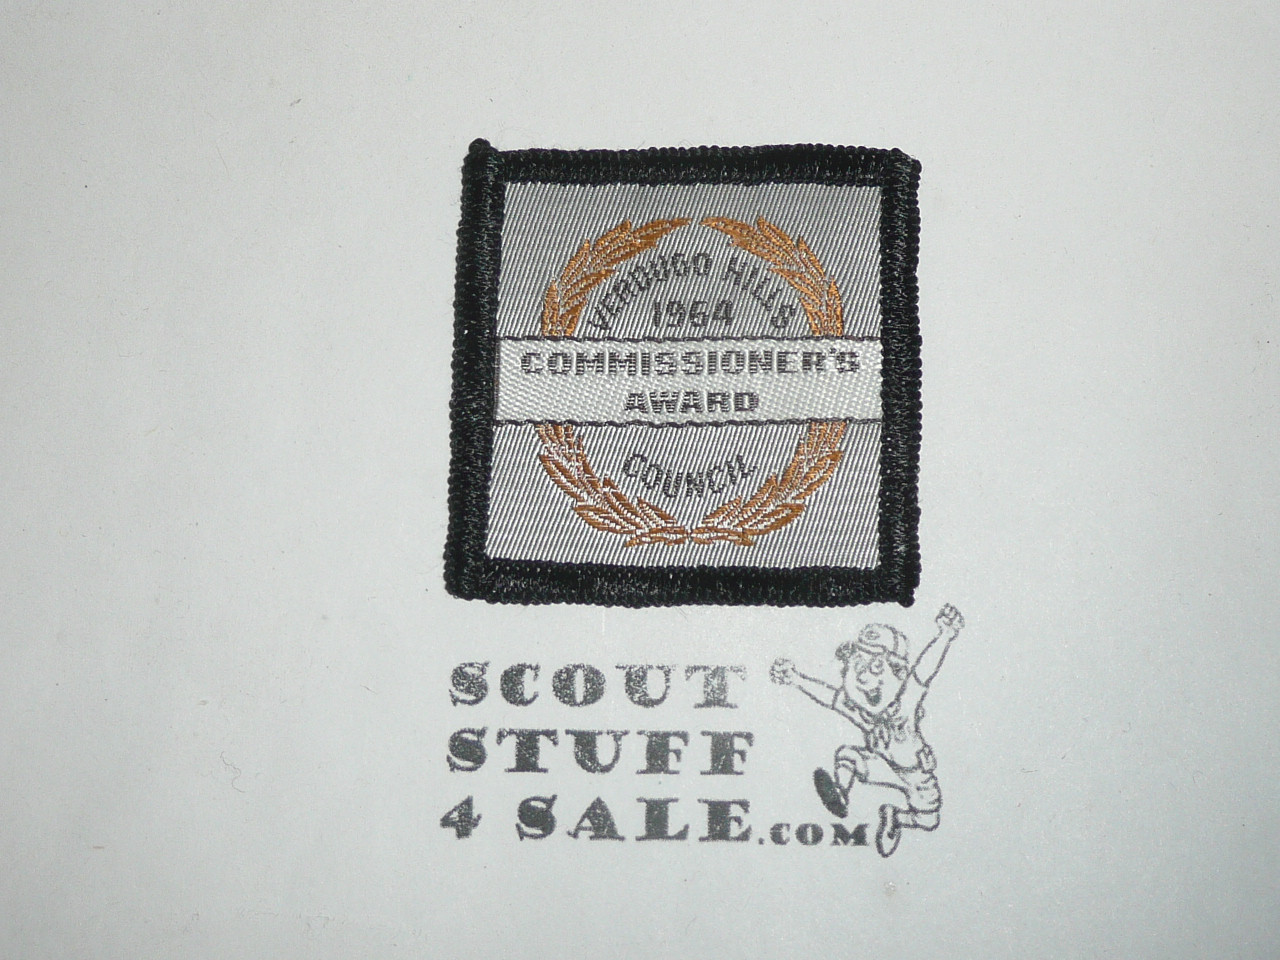 VERDUGO HILLS
1964
COMMISSIONER'S
AWARD
COUNCIL
SCOUT
STUFF
4 SALE.COM